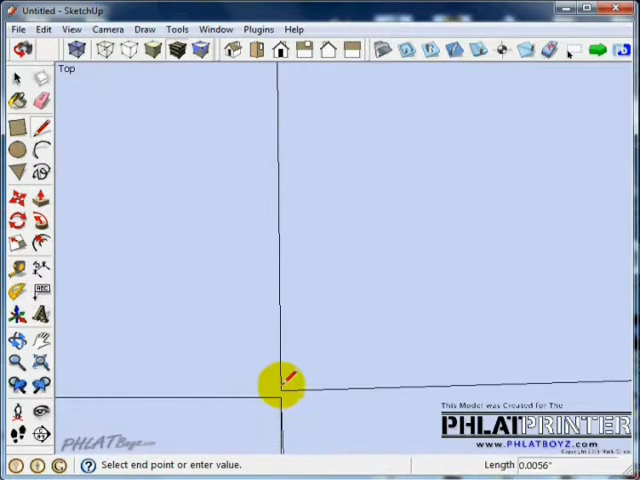 Untitled - SketchUp
File Edit View Camera Draw Tools Window Plugins Help
Top
ABC
This Model was Created for The
PHLATPRINTER
www.PHLATBOYZ.com
PHLATBoyz
Select end point or enter value.
Length 0.0056"